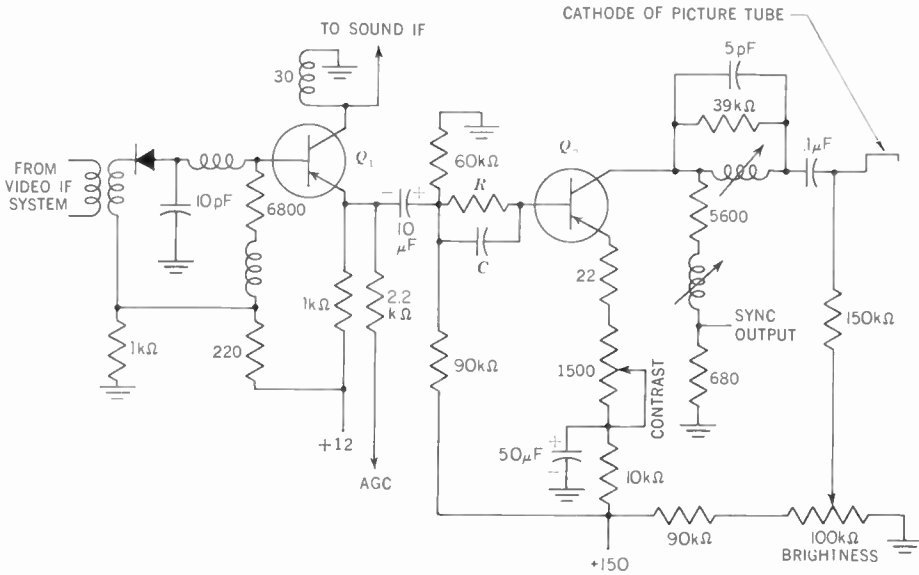 CATHODE OF PICTURE TUBE
TO SOUND IF
5pF
30
39kΩ
Q₁
60kΩ
Q₂
.1μF
FROM
VIDEO IF
SYSTEM
10pF
6800
R
10
μF
C
5600
22
1kΩ
2.2
kΩ
SYNC
OUTPUT
150kΩ
1kΩ
220
90kΩ
1500
CONTRAST
680
+12
50μF
AGC
10kΩ
90kΩ
100kΩ
BRIGHTNESS
+150